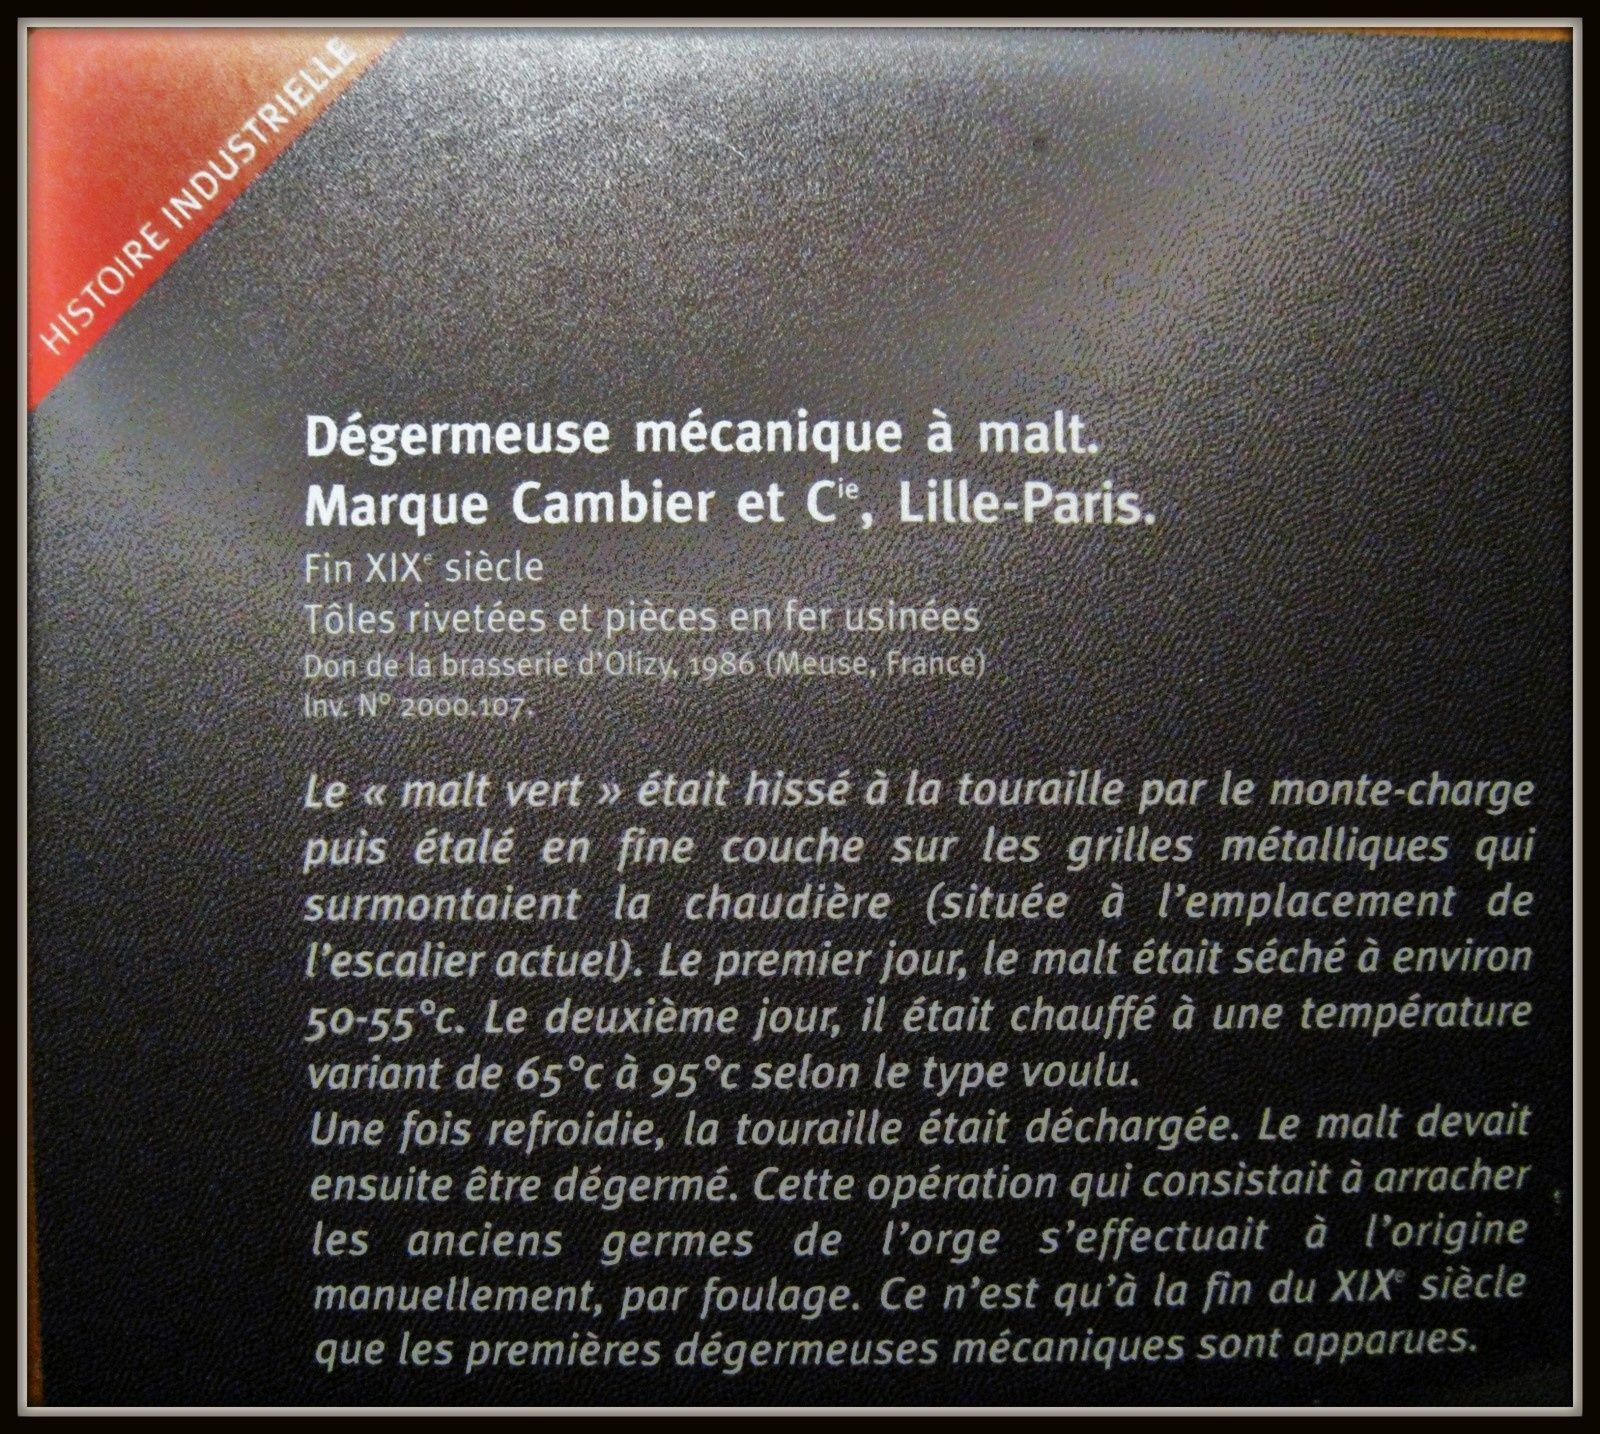 HISTOIRE INDUSTRIELLE
Dégermeuse mécanique à malt.
Marque Cambier et Cie, Lille-Paris.
Fin XIXe siècle
Tôles rivetées et pièces en fer usinées
Don de la brasserie d'Olizy, 1986 (Meuse, France)
Inv. N° 2000.107.
Le « malt vert » était hissé à la touraille par le monte-charge
puis étalé en fine couche sur les grilles métalliques qui
surmontaient la chaudière (située à l'emplacement de
l'escalier actuel). Le premier jour, le malt était séché à environ
50-55°c. Le deuxième jour, il était chauffé à une température
variant de 65°c à 95°c selon le type voulu.
Une fois refroidie, la touraille était déchargée. Le malt devait
ensuite être dégermé. Cette opération qui consistait à arracher
les anciens germes de l'orge s'effectuait à l'origine
manuellement, par foulage. Ce n'est qu'à la fin du XIXe siècle
que les premières dégermeuses mécaniques sont apparues.